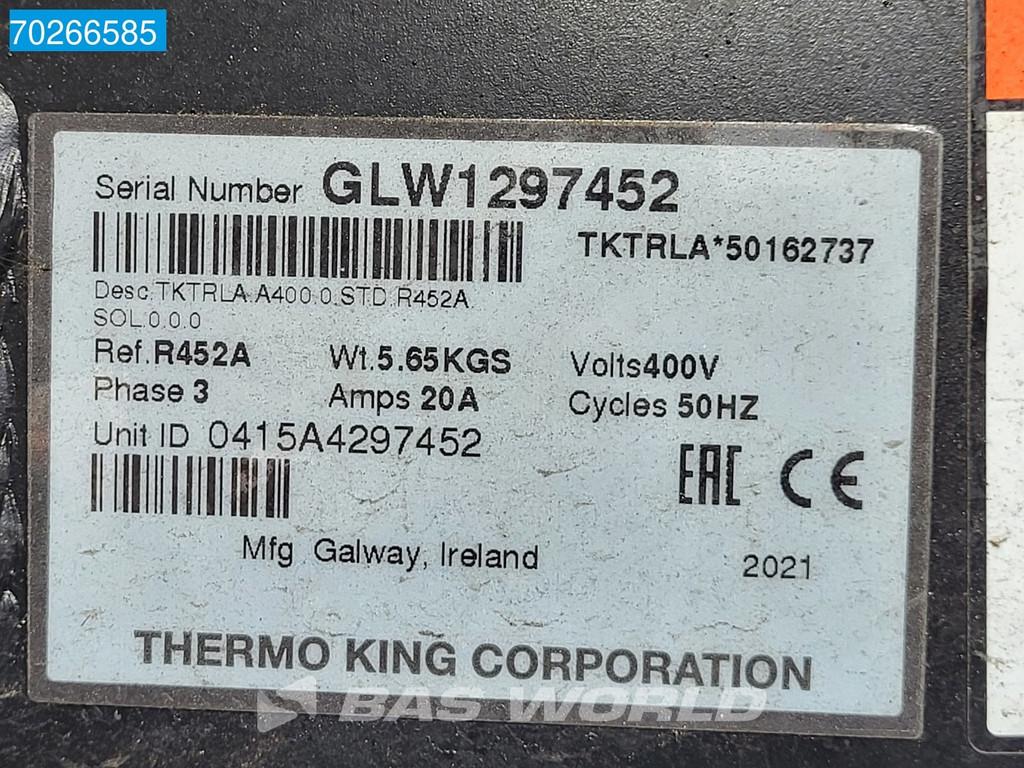 70266585
Serial Number GLW1297452
TKTRLA*50162737
Desc.TKTRLA.A400.0.STD.R452A.
SOL.0.0.0
Ref.R452A Wt.5.65KGS Volts400V
Phase 3 Amps 20A Cycles 50HZ
Unit ID 0415A4297452
EAC CE
Mfg. Galway, Ireland 2021
THERMO KING CORPORATION
BAS WORLD